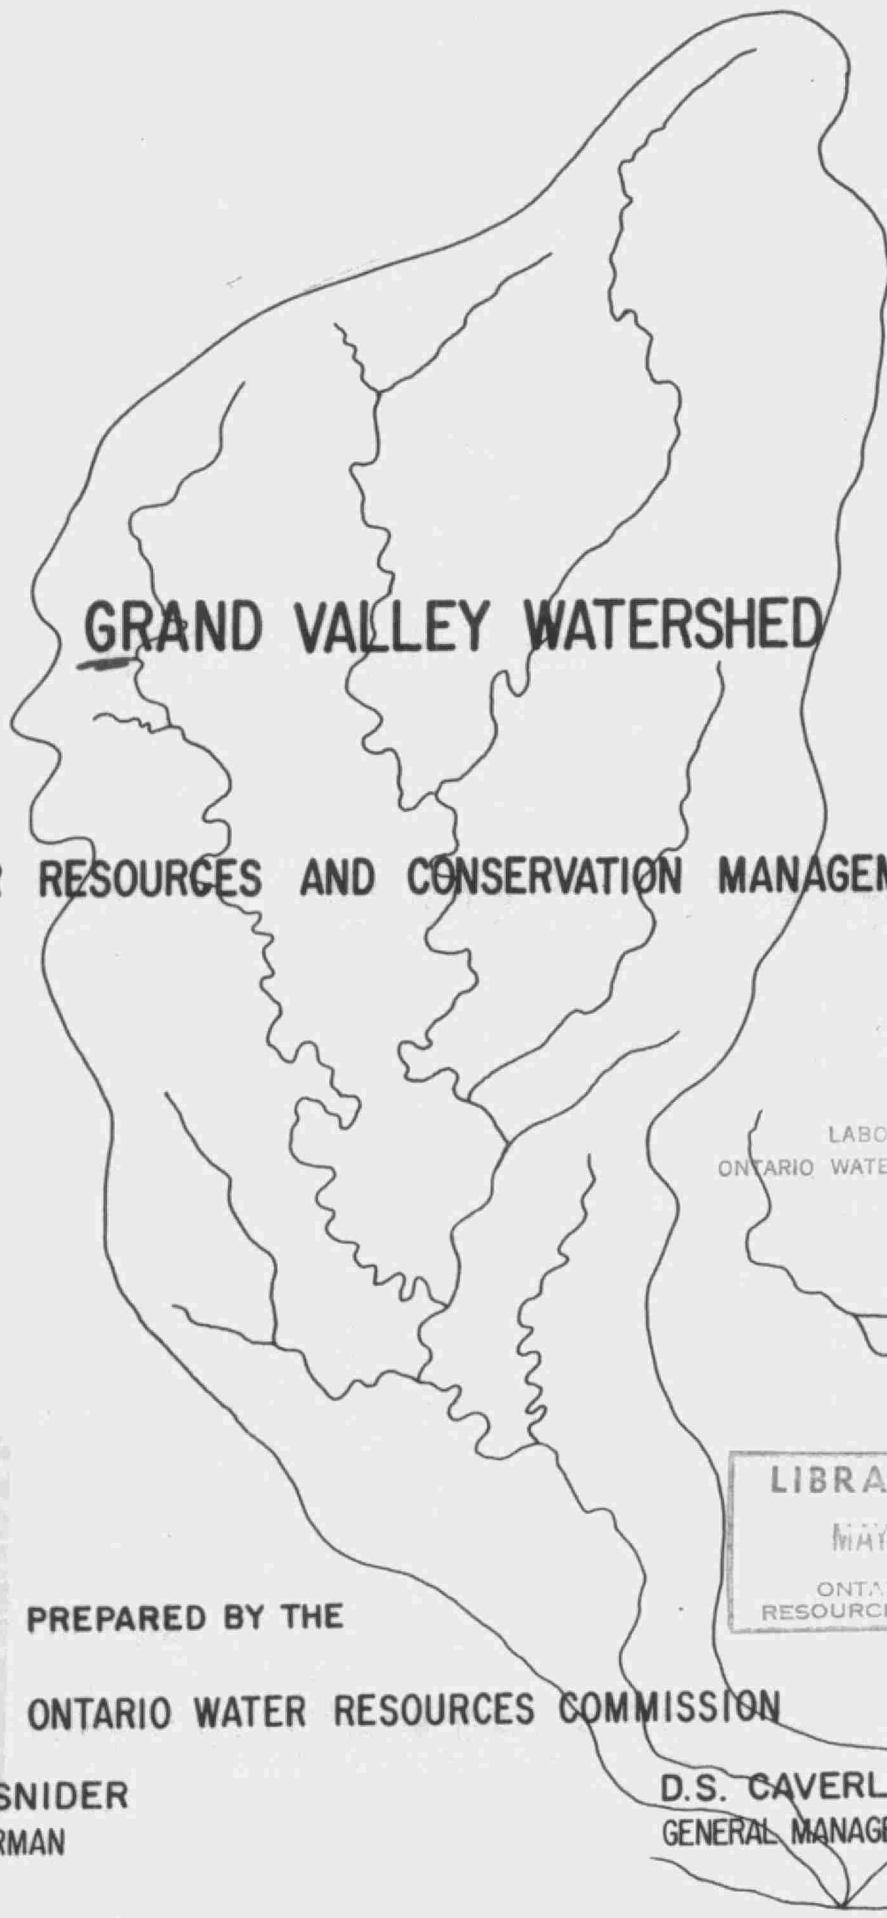 GRAND VALLEY WATERSHED
RESOURCES AND CONSERVATION MANAGEM
LABO
ONTARIO WATE
LIBRA
MAY
ONTA
RESOURC
PREPARED BY THE
ONTARIO WATER RESOURCES COMMISSION
SNIDER
RMAN
D.S. CAVERL
GENERAL MANAGE